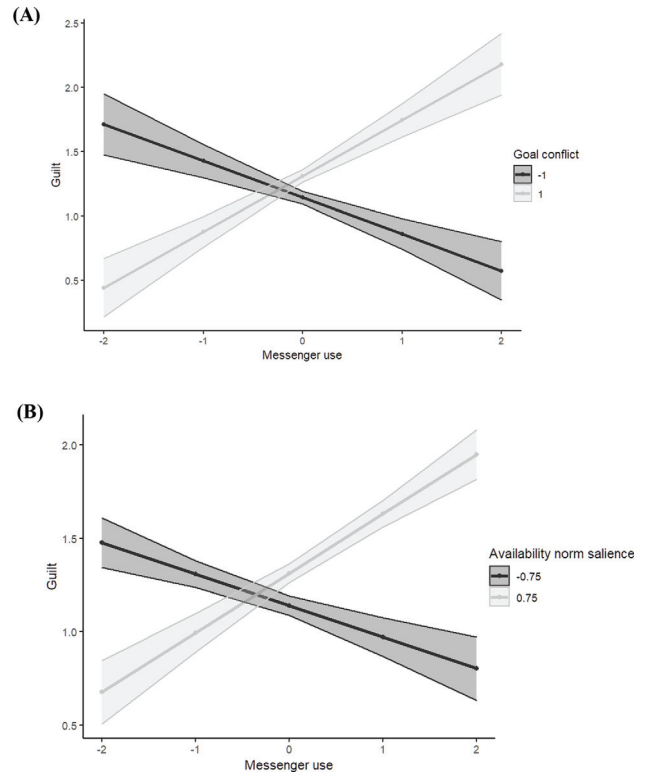 (A)
2.5
2.0
1.5
1.0
0.5
Guilt
-2 -1 0 1 2
Messenger use
Goal conflict
-1
1
(B)
2.0
1.5
1.0
0.5
Guilt
-2 -1 0 1 2
Messenger use
Availability norm salience
-0.75
0.75